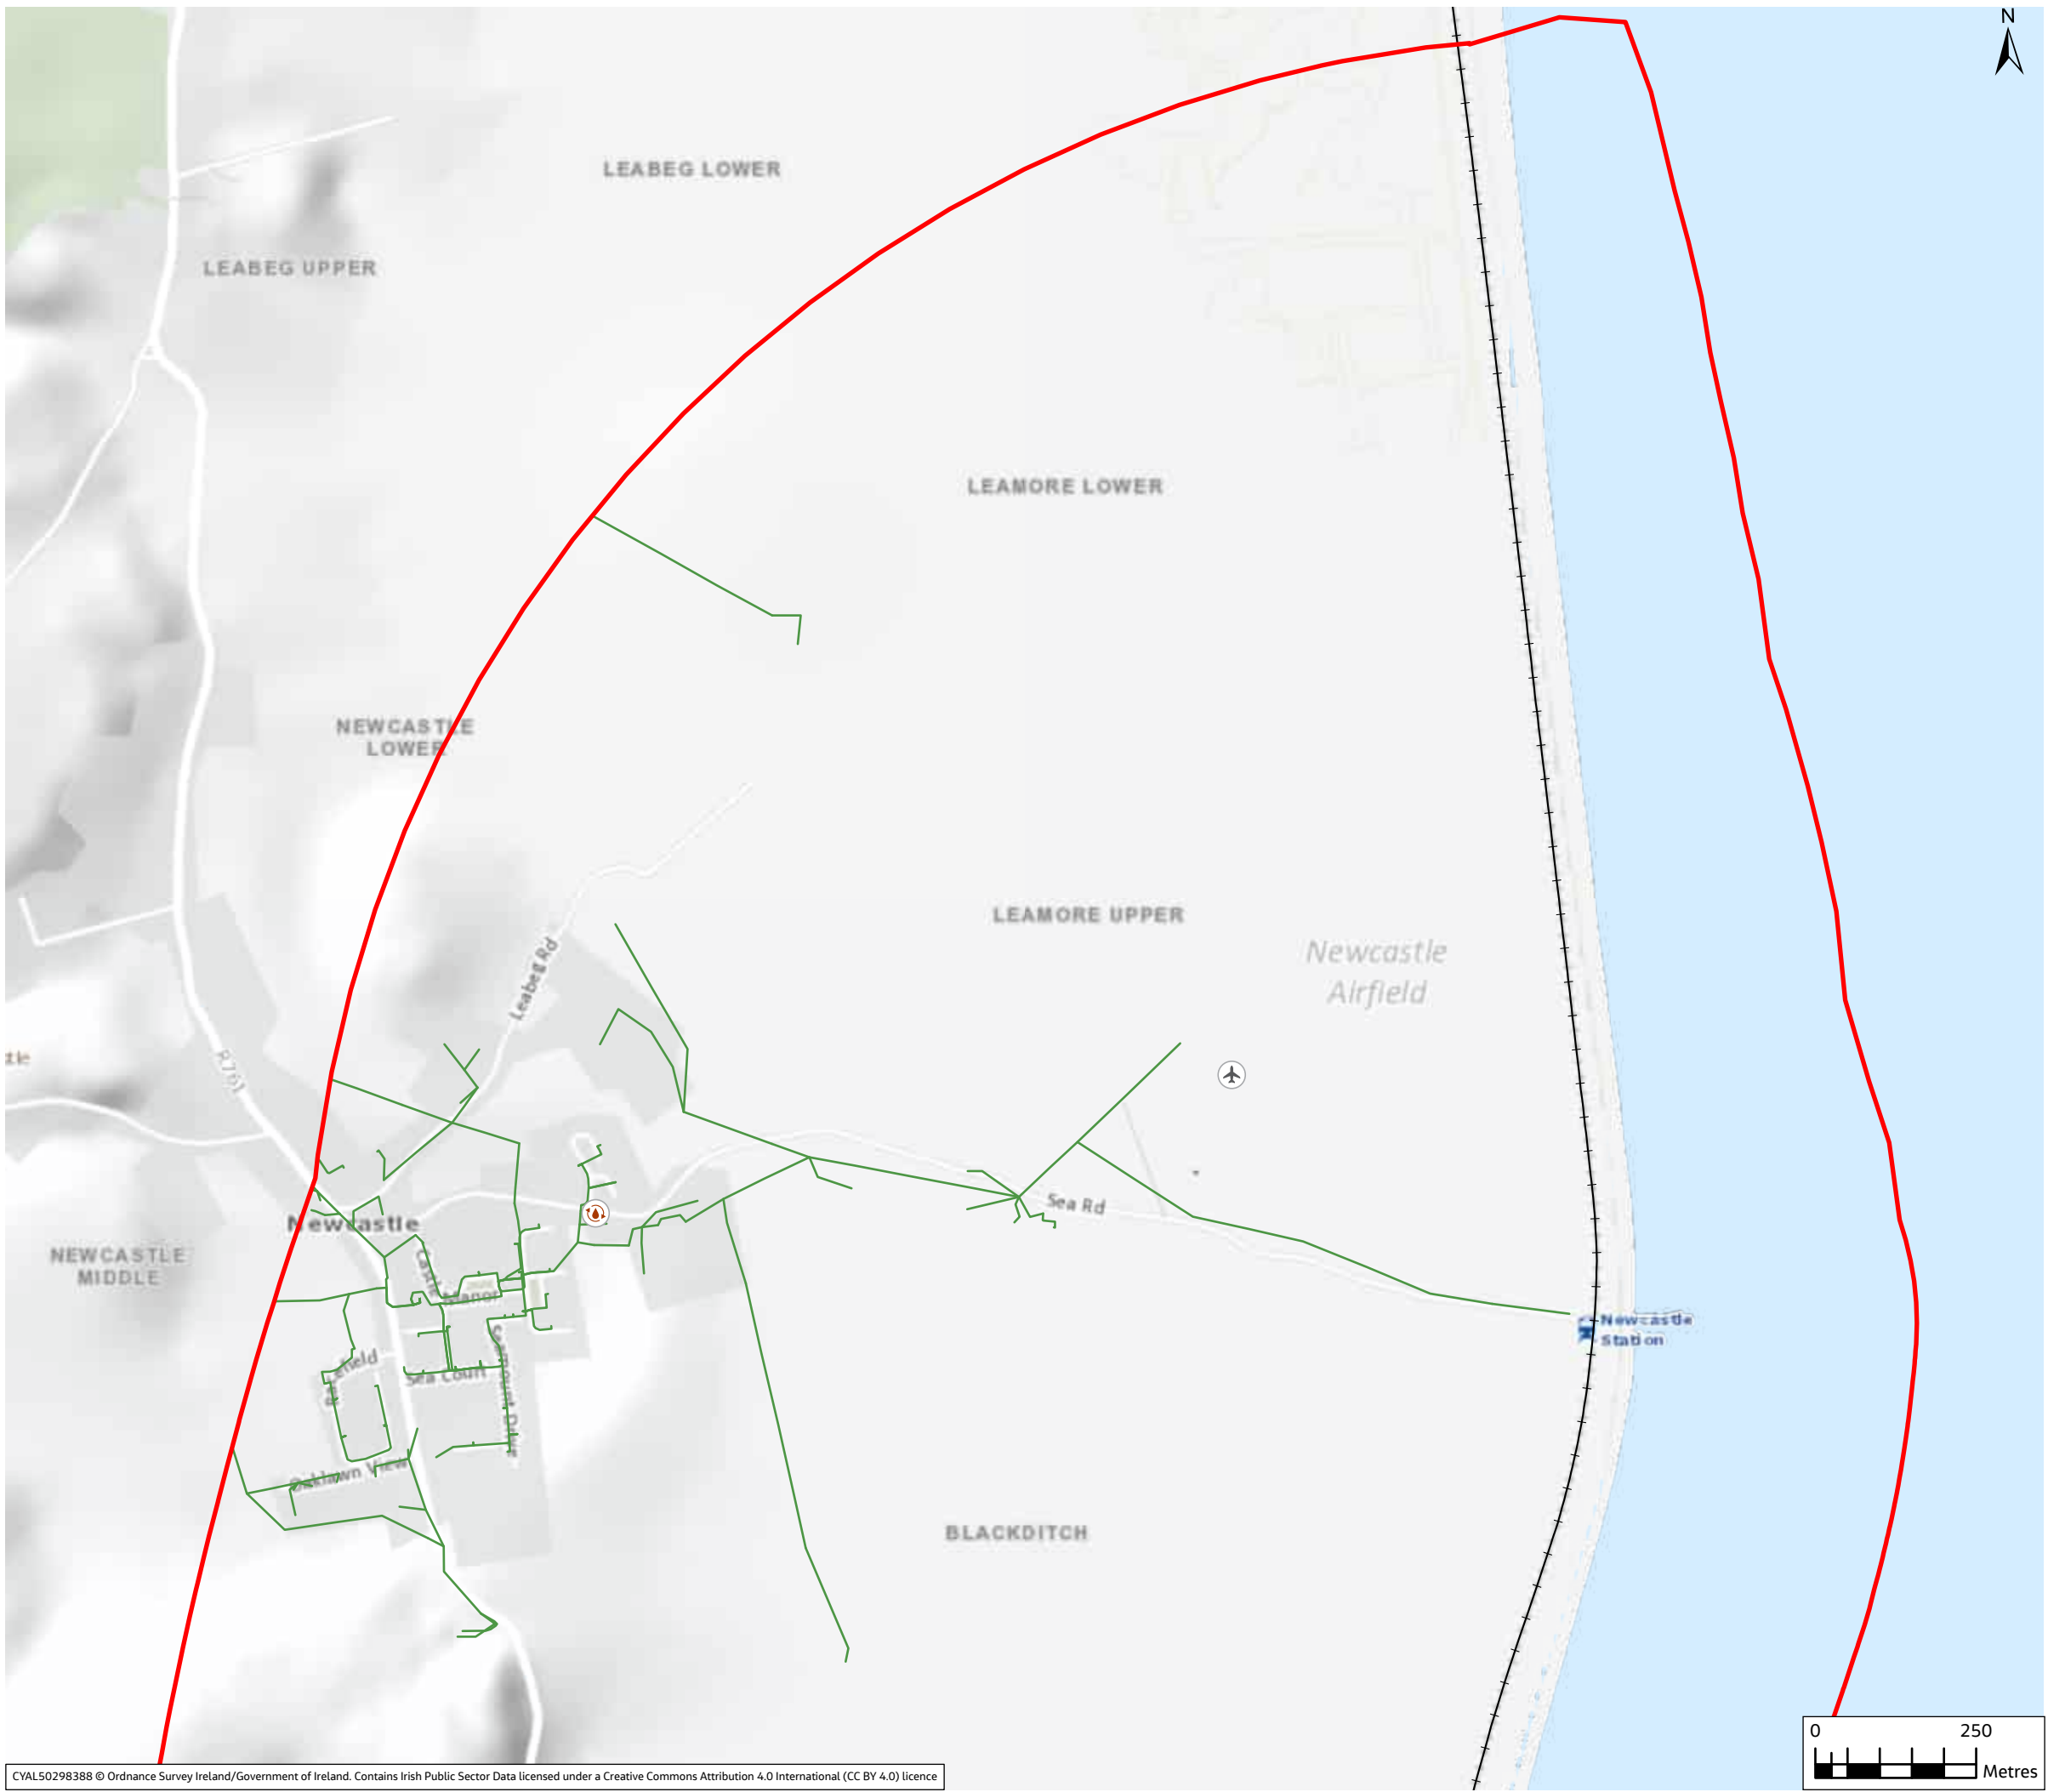 N
LEABEG LOWER
LEABEG UPPER
LEAMORE LOWER
NEWCASTLE
LOWER
LEAMORE UPPER
Newcastle
Airfield
Leabeg Rd
tle
R761
Sea Rd
Newcastle
NEWCASTLE
MIDDLE
Castle
Manor
Newcastle
Station
Seamount Drive
Sea Court
Oaklawn View
BLACKDITCH
0 250
Metres
CYAL50298388 © Ordnance Survey Ireland/Government of Ireland. Contains Irish Public Sector Data licensed under a Creative Commons Attribution 4.0 International (CC BY 4.0) licence